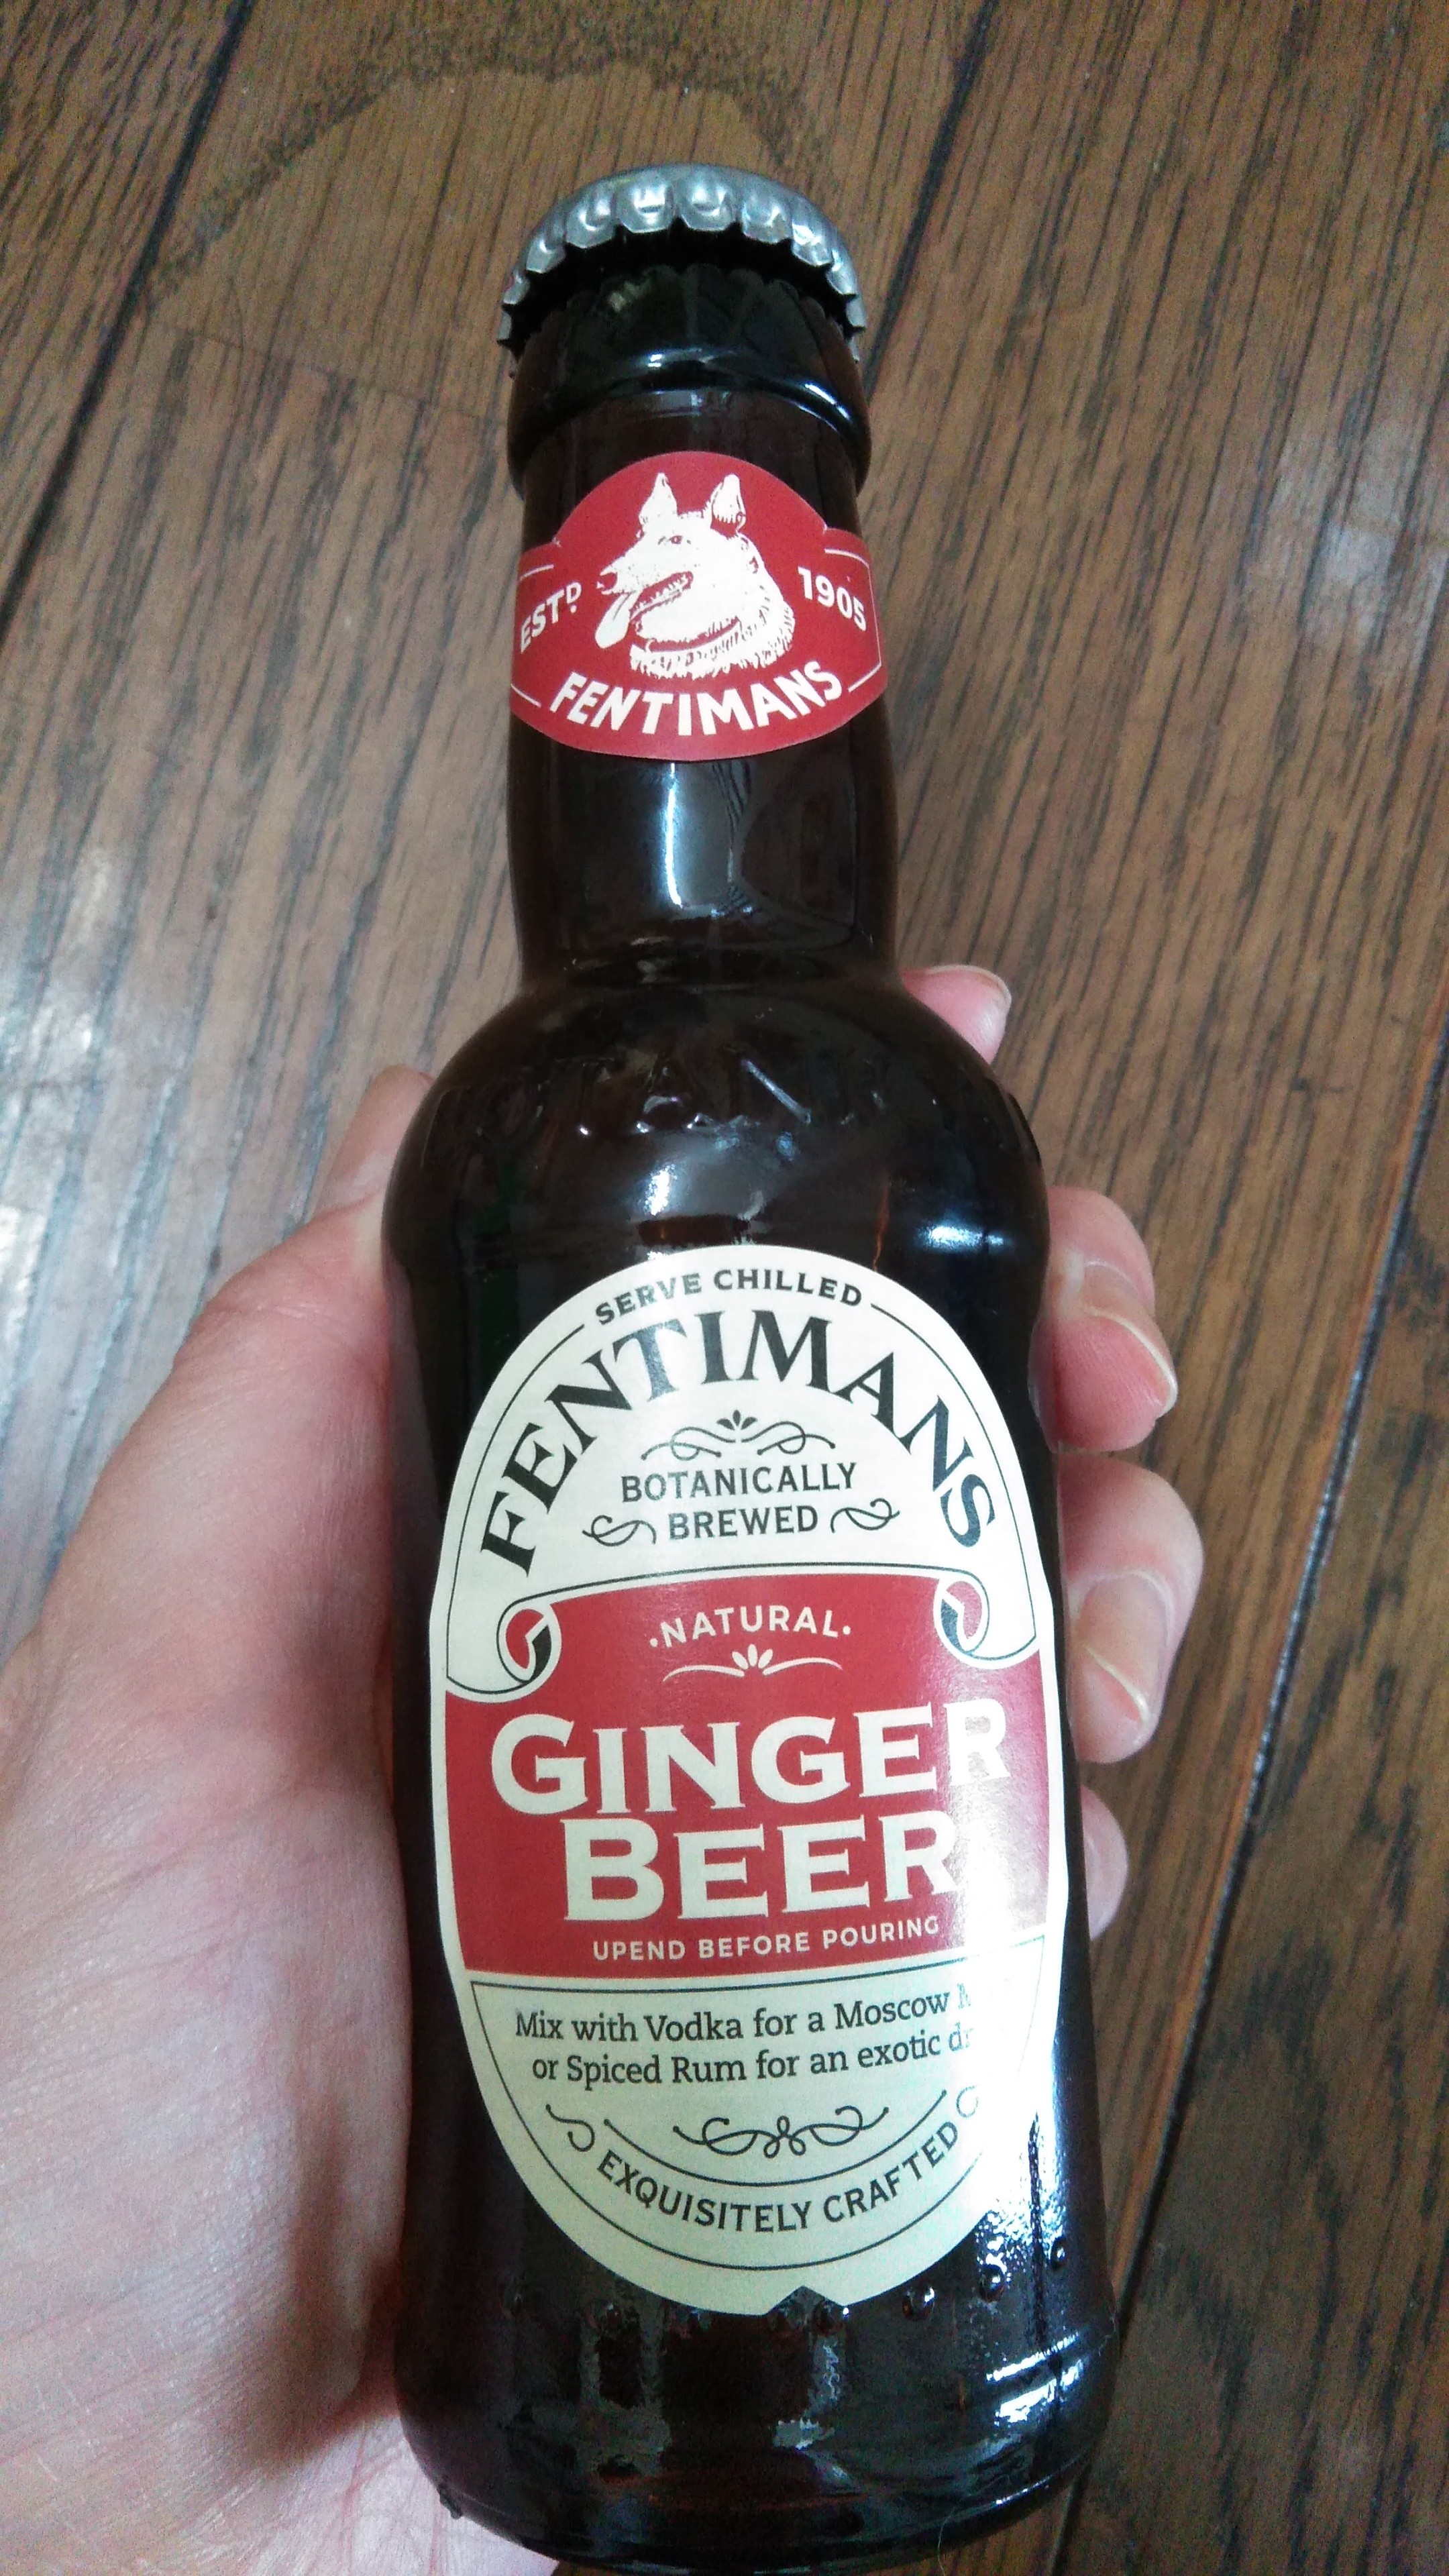 ESTD 1905
FENTIMANS
SERVE CHILLED
FENTIMANS
BOTANICALLY
BREWED
·NATURAL·
GINGER
BEER
UPEND BEFORE POURING
Mix with Vodka for a Moscow
or Spiced Rum for an exotic
EXQUISITELY CRAFTED